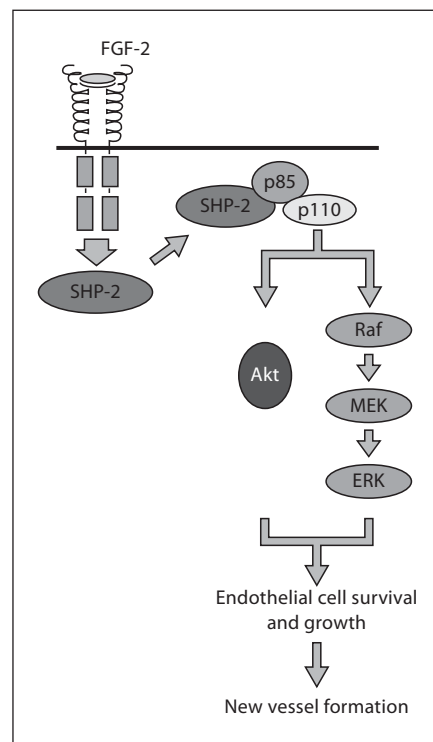 FGF-2
p85
SHP-2
p110
SHP-2
Raf
Akt
MEK
ERK
Endothelial cell survival
and growth
New vessel formation